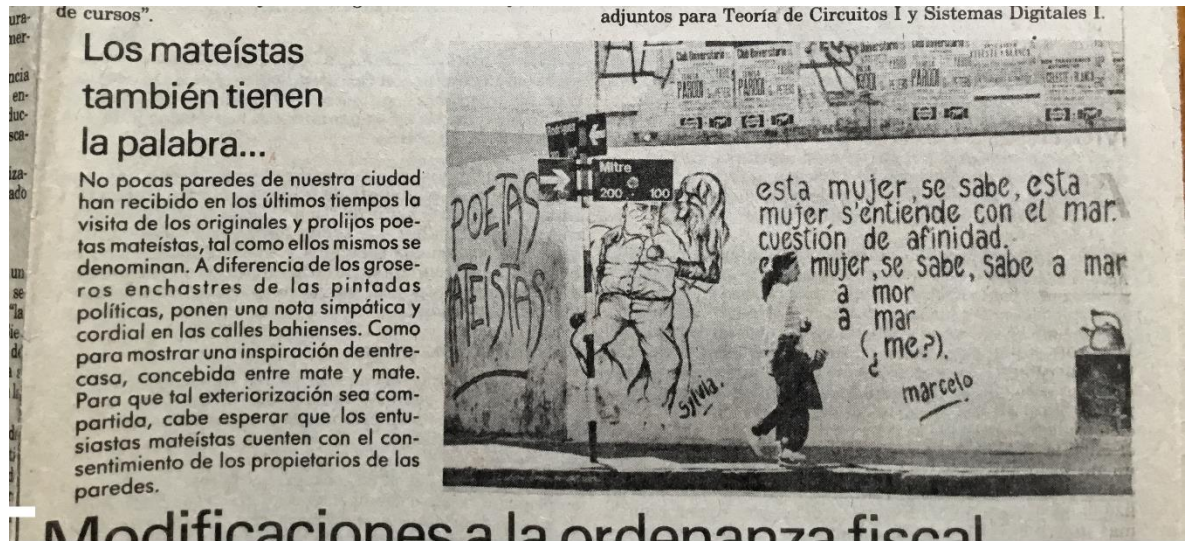 de cursos".
adjuntos para Teoría de Circuitos I y Sistemas Digitales I.
Los mateístas
también tienen
la palabra...
No pocas paredes de nuestra ciudad
han recibido en los últimos tiempos la
visita de los originales y prolijos poe-
tas mateístas, tal como ellos mismos se
denominan. A diferencia de los grose-
ros enchastres de las pintadas
políticas, ponen una nota simpática y
cordial en las calles bahienses. Como
para mostrar una inspiración de entre-
casa, concebida entre mate y mate.
Para que tal exteriorización sea com-
partida, cabe esperar que los entu-
siastas mateístas cuenten con el con-
sentimiento de los propietarios de las
paredes.
PARODI
PARODI
PARODI
Mitre
200 100
POETAS
MATEÍSTAS
sylvia.
esta mujer, se sabe, esta
mujer, s'entiende con el mar.
cuestión de afinidad.
mujer, se sabe, sabe a mar
a mor
a mar
(¿me?).
marcelo
Modificaciones a la ordenanza fiscal